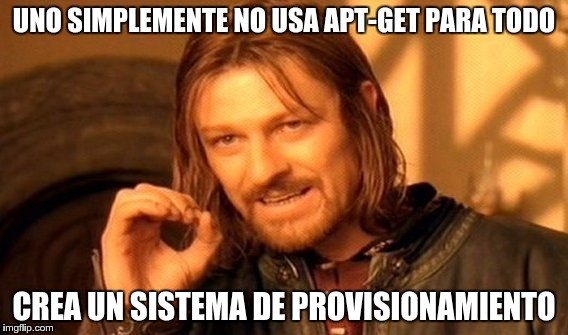 UNO SIMPLEMENTE NO USA APT-GET PARA TODO
CREA UN SISTEMA DE PROVISIONAMIENTO
imgflip.com